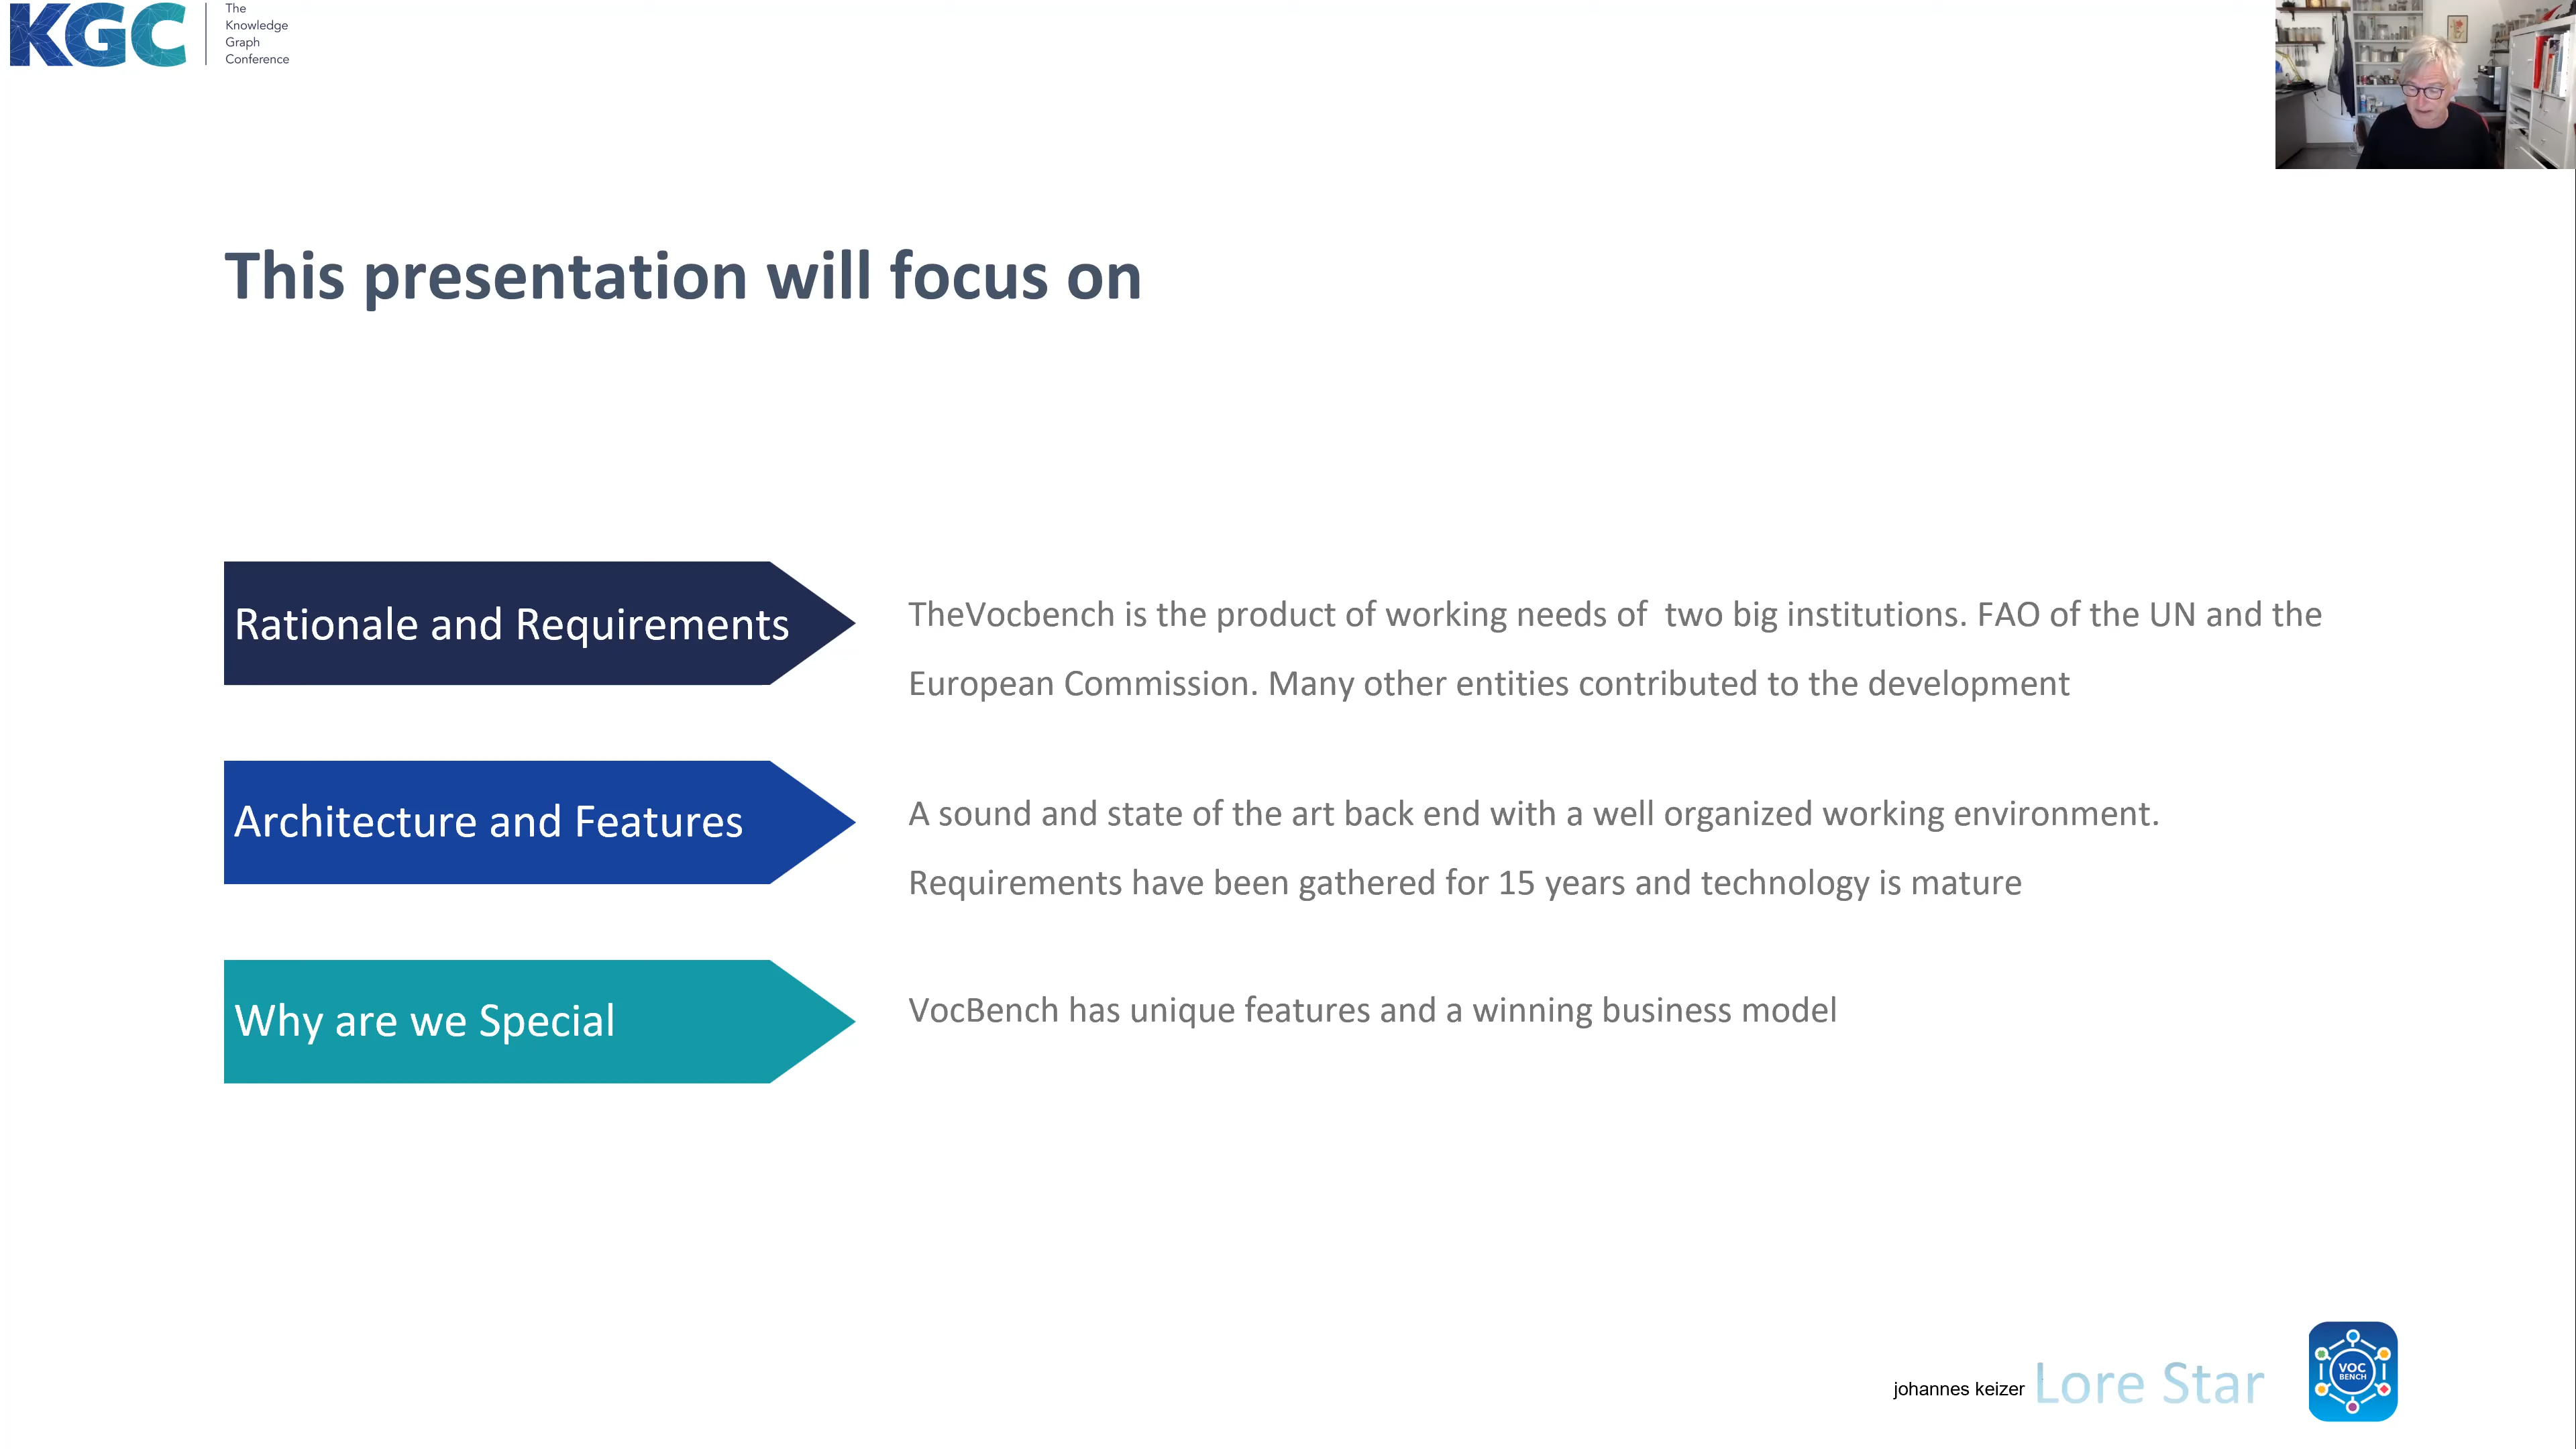 KGC
The
Knowledge
Graph
Conference
This presentation will focus on
Rationale and Requirements
TheVocbench is the product of working needs of  two big institutions. FAO of the UN and the
European Commission. Many other entities contributed to the development
Architecture and Features
A sound and state of the art back end with a well organized working environment.
Requirements have been gathered for 15 years and technology is mature
Why are we Special
VocBench has unique features and a winning business model
johannes keizer
Lore Star
VOC
BENCH